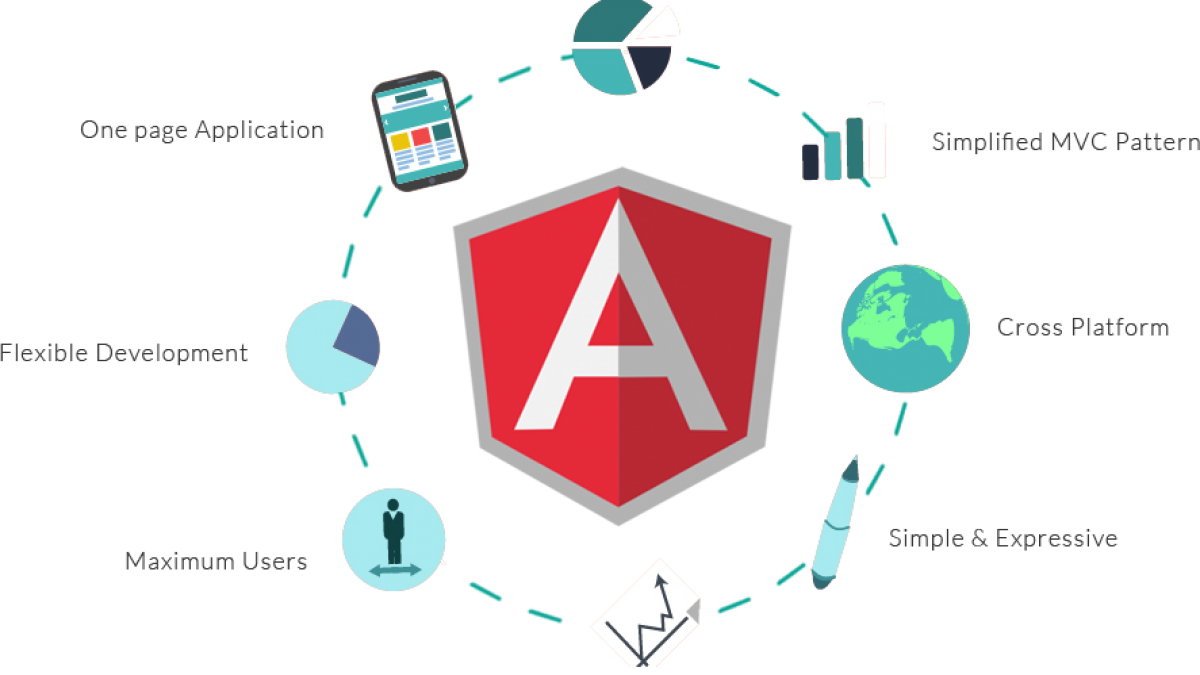 One page Application
Simplified MVC Pattern
Cross Platform
Flexible Development
Simple & Expressive
Maximum Users
A